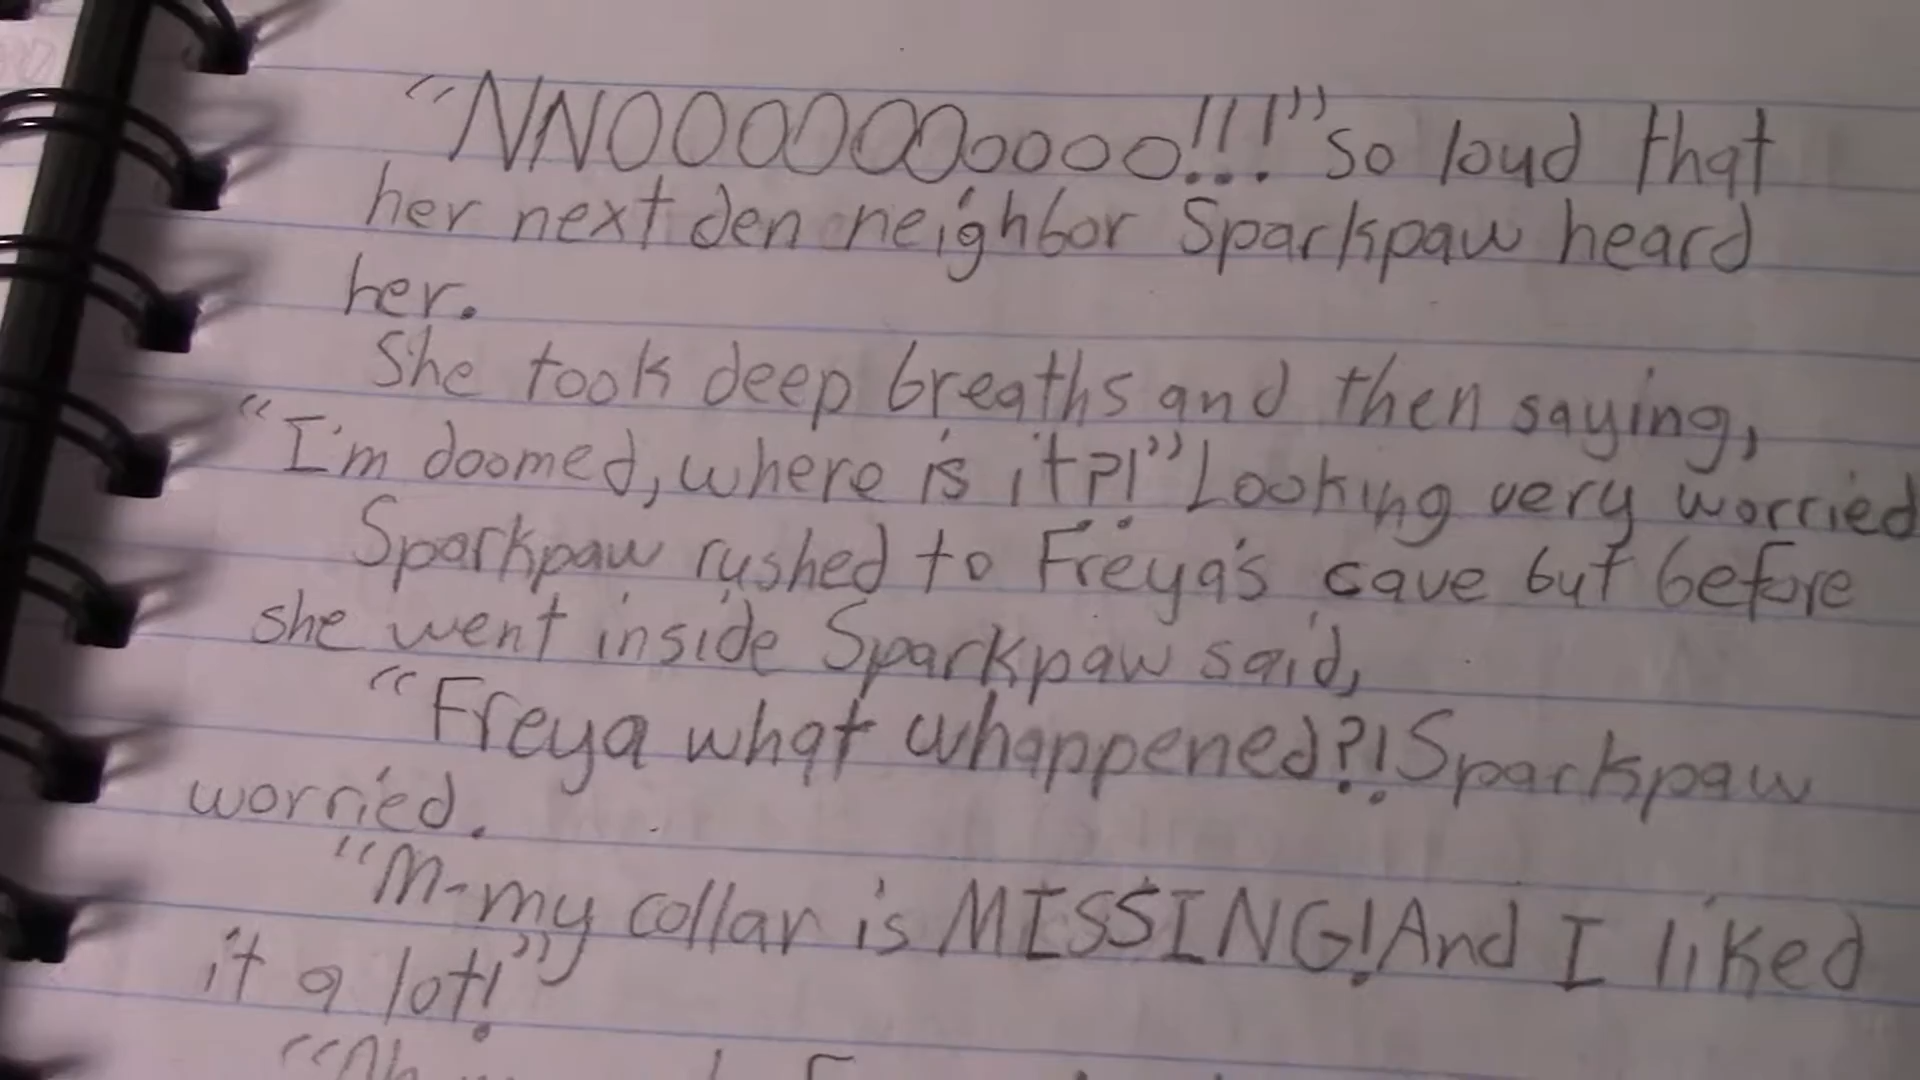 “NNOOOOOOOoooo!!!” so loud that
her next den neighbor Sparkpaw heard
her.
She took deep breaths and then saying,
“I'm doomed, where is it?!” Looking very worried
Sparkpaw rushed to Freya's cave but before
she went inside Sparkpaw said,
“Freya what whappened?! Sparkpaw
worried.
“M-my collar is MISSING! And I liked
it a lot!”